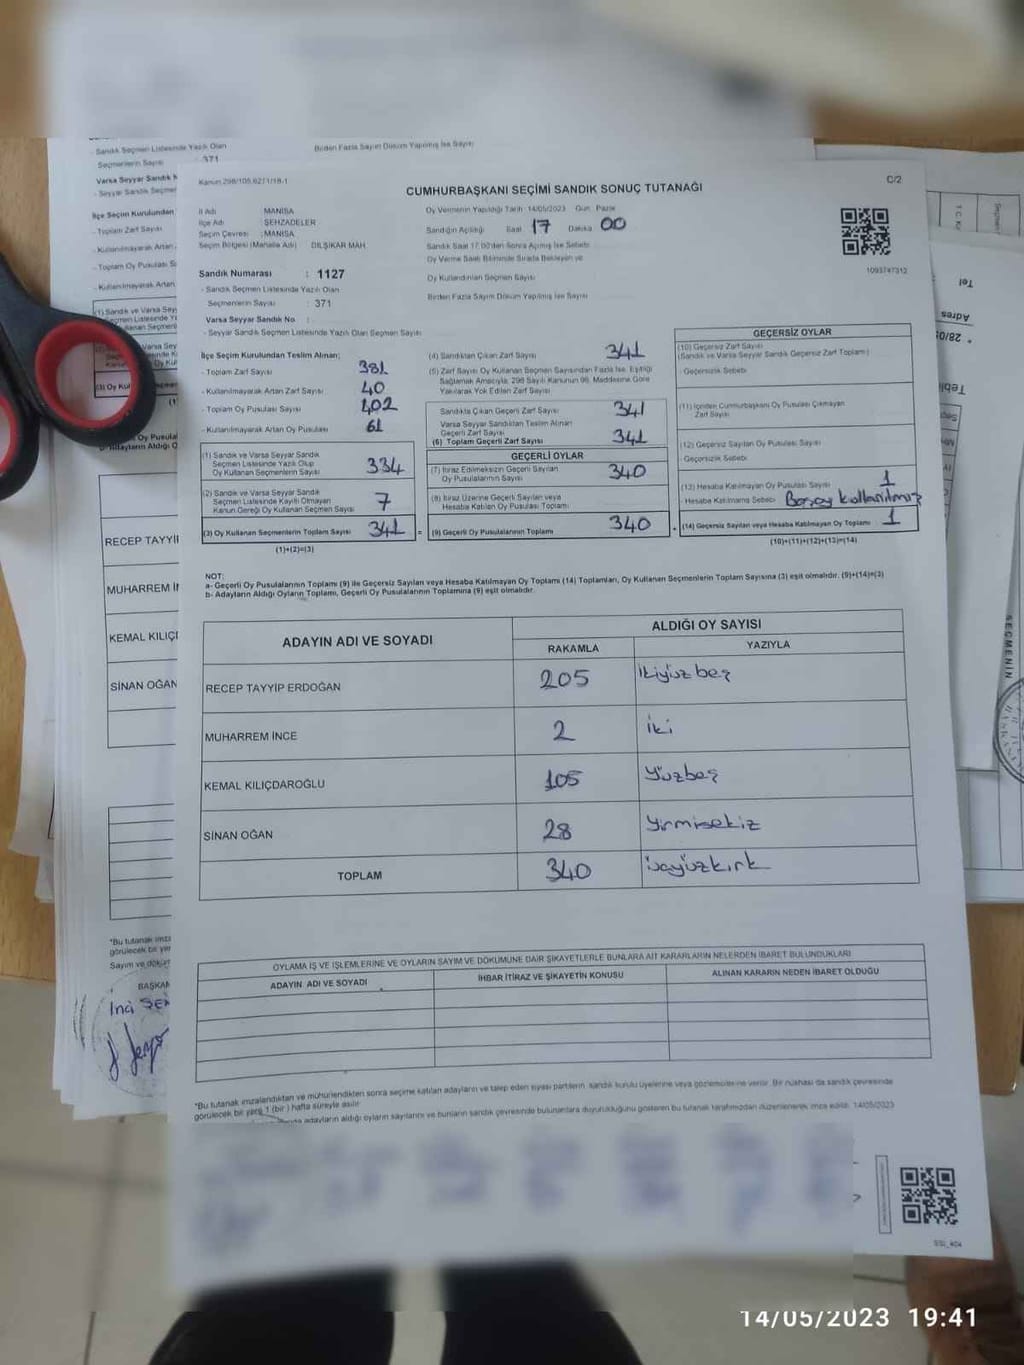 Sandık Seçmen Listesinde Yazılı Olan
Seçmenlerin Sayısı : 371
Birden Fazla Sayım Döküm Yapılmış İse Sayısı
Kanun 298/105,6271/18-1
CUMHURBAŞKANI SEÇİMİ SANDIK SONUÇ TUTANAĞI
C/2
İl Adı : MANİSA
İlçe Adı : ŞEHZADELER
Seçim Çevresi : MANİSA
Seçim Bölgesi (Mahalle Adı) DİLŞİKAR MAH.
Oy Vermenin Yapıldığı Tarih 14/05/2023 Gün Pazar
Sandığın Açıldığı Saat 17 Dakika 00
Sandık Saat 17.00'den Sonra Açılmış İse Sebebi
Oy Verme Saati Bitiminde Sırada Bekleyen ve
Oy Kullandırılan Seçmen Sayısı
Birden Fazla Sayım Döküm Yapılmış İse Sayısı
1093747312
Sandık Numarası : 1127
- Sandık Seçmen Listesinde Yazılı Olan
Seçmenlerin Sayısı : 371
Varsa Seyyar Sandık No :
- Seyyar Sandık Seçmen Listesinde Yazılı Olan Seçmen Sayısı
İlçe Seçim Kurulundan Teslim Alınan;
- Toplam Zarf Sayısı 381
- Kullanılmayarak Artan Zarf Sayısı 40
- Toplam Oy Pusulası Sayısı 402
- Kullanılmayarak Artan Oy Pusulası 61
(1) Sandık ve Varsa Seyyar Sandık
Seçmen Listesinde Yazılı Olup
Oy Kullanan Seçmenlerin Sayısı 334
(2) Sandık ve Varsa Seyyar Sandık
Seçmen Listesinde Kayıtlı Olmayan
Kanun Gereği Oy Kullanan Seçmen Sayısı 7
(3) Oy Kullanan Seçmenlerin Toplam Sayısı 341
(1)+(2)=(3)
(4) Sandıktan Çıkan Zarf Sayısı 341
(5) Zarf Sayısı Oy Kullanan Seçmen Sayısından Fazla İse, Eşitliği
Sağlamak Amacıyla, 298 Sayılı Kanunun 98. Maddesine Göre
Yakılarak Yok Edilen Zarf Sayısı
Sandıkta Çıkan Geçerli Zarf Sayısı 341
Varsa Seyyar Sandıktan Teslim Alınan
Geçerli Zarf Sayısı
(6) Toplam Geçerli Zarf Sayısı 341
GEÇERLİ OYLAR
(7) İtiraz Edilmeksizin Geçerli Sayılan
Oy Pusulalarının Sayısı 340
(8) İtiraz Üzerine Geçerli Sayılan veya
Hesaba Katılan Oy Pusulası Toplamı
(9) Geçerli Oy Pusulalarının Toplamı 340
GEÇERSİZ OYLAR
(10) Geçersiz Zarf Sayısı
(Sandık ve Varsa Seyyar Sandık Geçersiz Zarf Toplamı)
- Geçersizlik Sebebi
(11) İçinden Cumhurbaşkanı Oy Pusulası Çıkmayan
Zarf Sayısı
(12) Geçersiz Sayılan Oy Pusulası Sayısı
- Geçersizlik Sebebi
(13) Hesaba Katılmayan Oy Pusulası Sayısı 1
- Hesaba Katılmama Sebebi Boşoy kullanılmış
(14) Geçersiz Sayılan veya Hesaba Katılmayan Oy Toplamı 1
(10)+(11)+(12)+(13)=(14)
NOT:
a- Geçerli Oy Pusulalarının Toplamı (9) ile Geçersiz Sayılan veya Hesaba Katılmayan Oy Toplamı (14) Toplamları, Oy Kullanan Seçmenlerin Toplam Sayısına (3) eşit olmalıdır. (9)+(14)=(3)
b- Adayların Aldığı Oyların Toplamı, Geçerli Oy Pusulalarının Toplamına (9) eşit olmalıdır.
ADAYIN ADI VE SOYADI
ALDIĞI OY SAYISI
RAKAMLA YAZIYLA
RECEP TAYYİP ERDOĞAN 205 ikiyüzbeş
MUHARREM İNCE 2 iki
KEMAL KILIÇDAROĞLU 105 Yüzbeş
SİNAN OĞAN 28 Yirmisekiz
TOPLAM 340 üçyüzkırk
OYLAMA İŞ VE İŞLEMLERİNE VE OYLARIN SAYIM VE DÖKÜMÜNE DAİR ŞİKAYETLERLE BUNLARA AİT KARARLARIN NELERDEN İBARET BULUNDUKLARI
ADAYIN ADI VE SOYADI İHBAR İTİRAZ VE ŞİKAYETİN KONUSU ALINAN KARARIN NEDEN İBARET OLDUĞU
*Bu tutanak imzalandıktan ve mühürlendikten sonra seçime katılan adayların ve talep eden siyasi partilerin sandık kurulu üyelerine veya gözlemcilerine verilir. Bir nüshası da sandık çevresinde
görülecek bir yere 1 (bir) hafta süreyle asılır.
adayların aldığı oyların sayılarını ve bunların sandık çevresinde bulunanlara duyurulduğunu gösteren bu tutanak tarafımızdan düzenlenerek imza edildi. 14/05/2023
14/05/2023 19:41